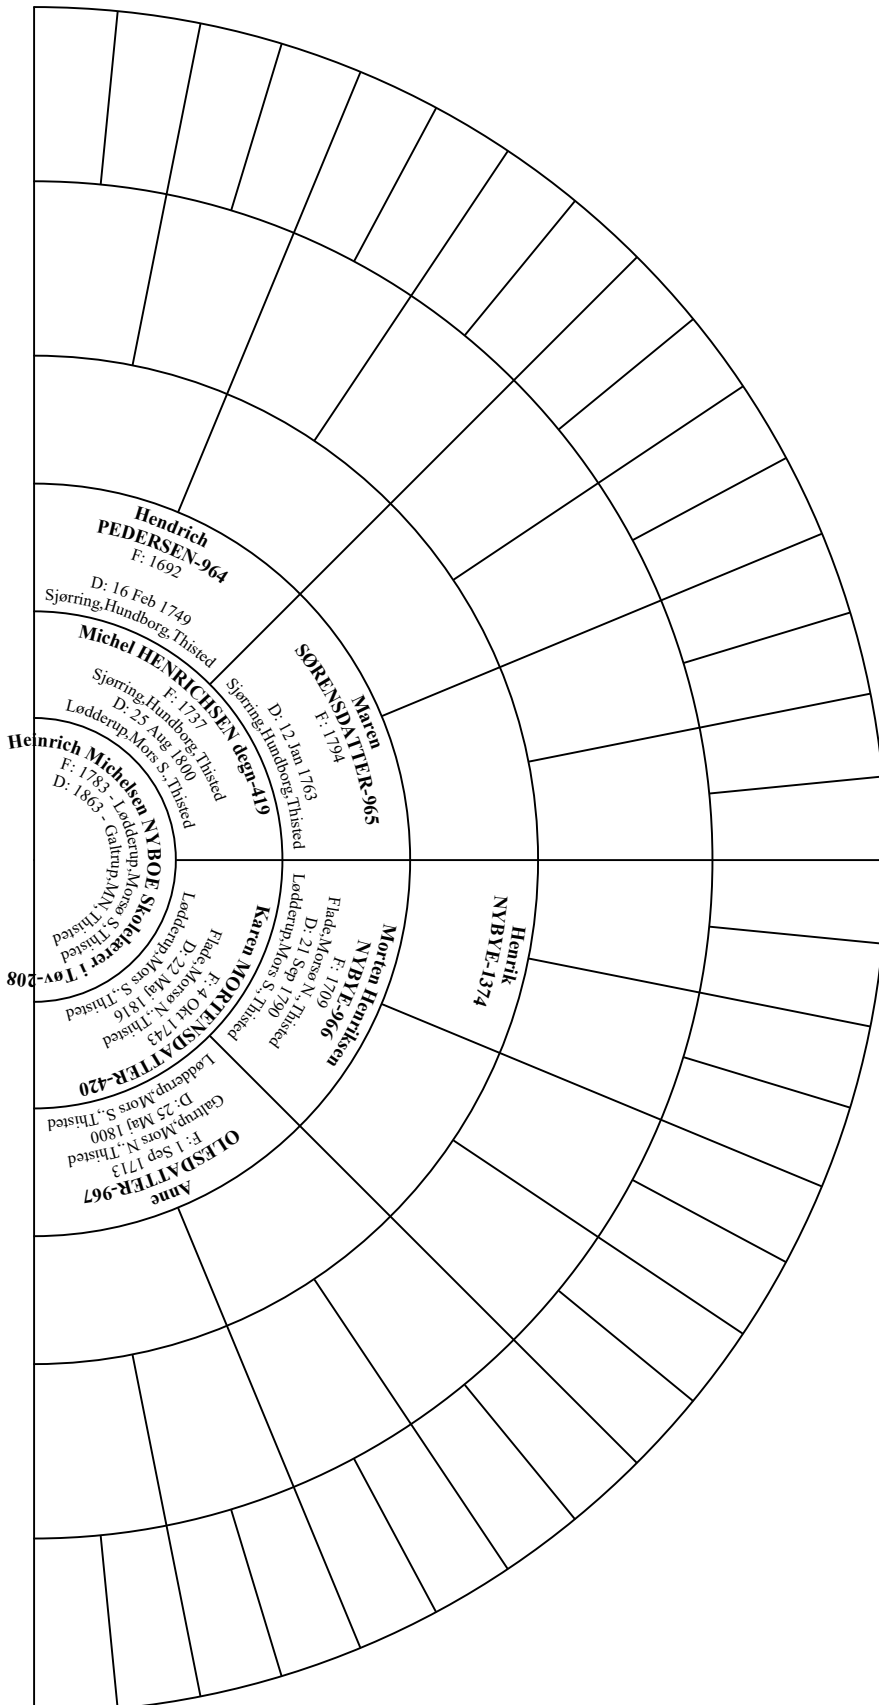 Hendrich
PEDERSEN-964
F: 1692
D: 16 Feb 1749
Sjørring,Hundborg,Thisted
Michel HENRICHSEN degn-419
F: 1737
Sjørring,Hundborg,Thisted
D: 25 Aug 1800
Lødderup,Mors S.,Thisted
Maren
SØRENSDATTER-965
F: 1794
D: 12 Jan 1763
Sjørring,Hundborg,Thisted
Heinrich Michelsen NYBOE Skolelærer i Tøv-208
F: 1783 - Lødderup,Morsø S,Thisted
D: 1863 - Galtrup,MN,Thisted
Henrik
NYBYE-1374
Morten Henriksen
NYBYE-966
F: 1709
Flade,Morsø N.,Thisted
D: 21 Sep 1790
Lødderup,Mors S.,Thisted
Karen MORTENSDATTER-420
F: 4 Okt 1743
Flade,Morsø N.,Thisted
D: 22 Maj 1816
Lødderup,Mors S.,Thisted
Anne
OLESDATTER-967
F: 1 Sep 1713
Galtrup,Mors N.,Thisted
D: 25 Maj 1800
Lødderup,Mors S.,Thisted